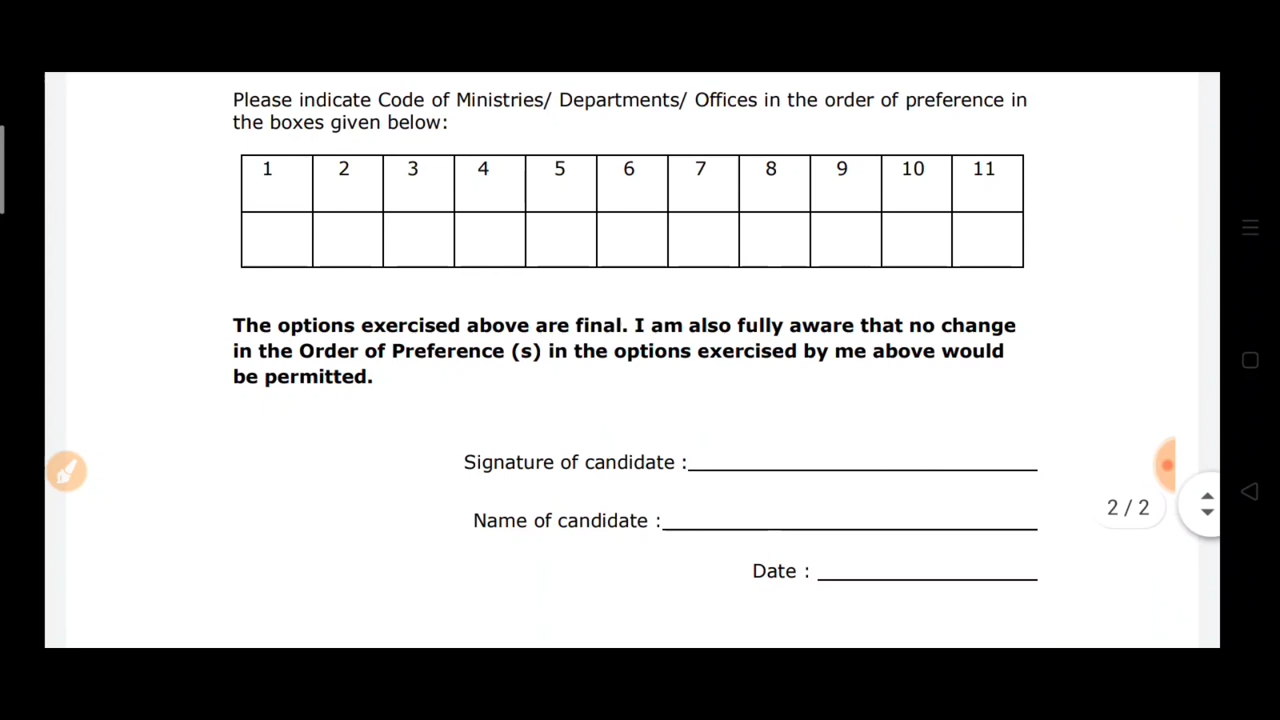 Please indicate Code of Ministries/ Departments/ Offices in the order of preference in
the boxes given below:
1 2 3 4 5 6 7 8 9 10 11
The options exercised above are final. I am also fully aware that no change
in the Order of Preference (s) in the options exercised by me above would
be permitted.
Signature of candidate :
Name of candidate :
2 / 2
Date :